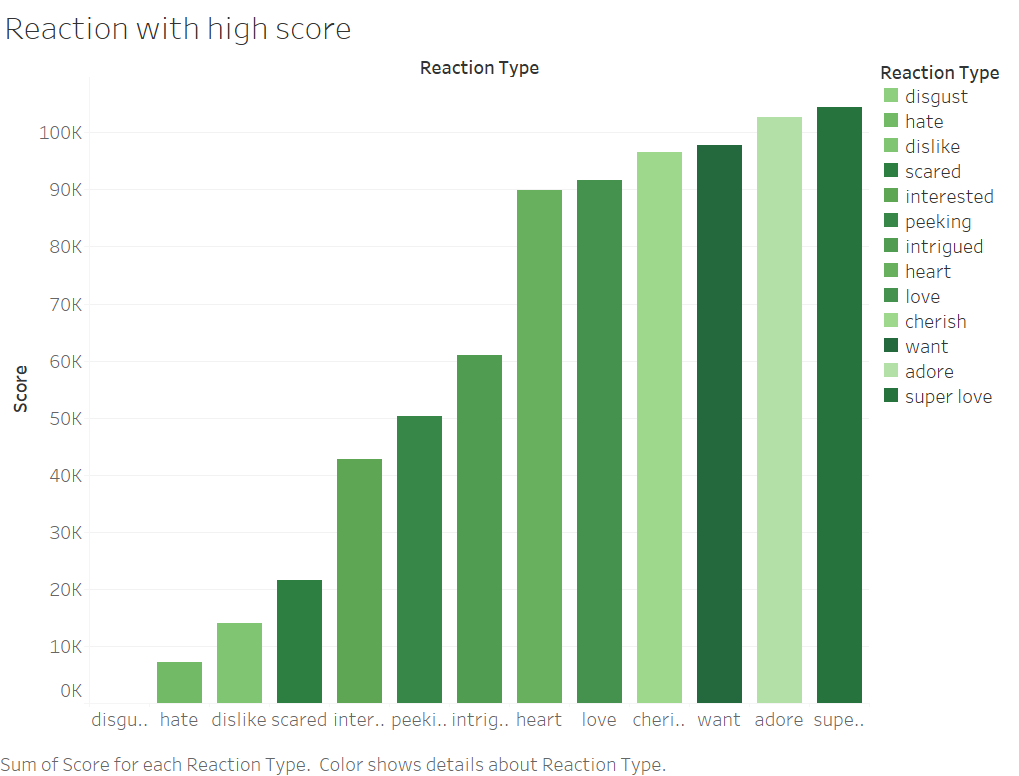 Reaction with high score
Reaction Type
Reaction Type
disgust
hate
dislike
scared
interested
peeking
intrigued
heart
love
cherish
want
adore
super love
100K
90K
80K
70K
60K
50K
40K
30K
20K
10K
0K
Score
disgu.. hate dislike scared inter.. peeki.. intrig.. heart love cheri.. want adore supe..
Sum of Score for each Reaction Type.  Color shows details about Reaction Type.